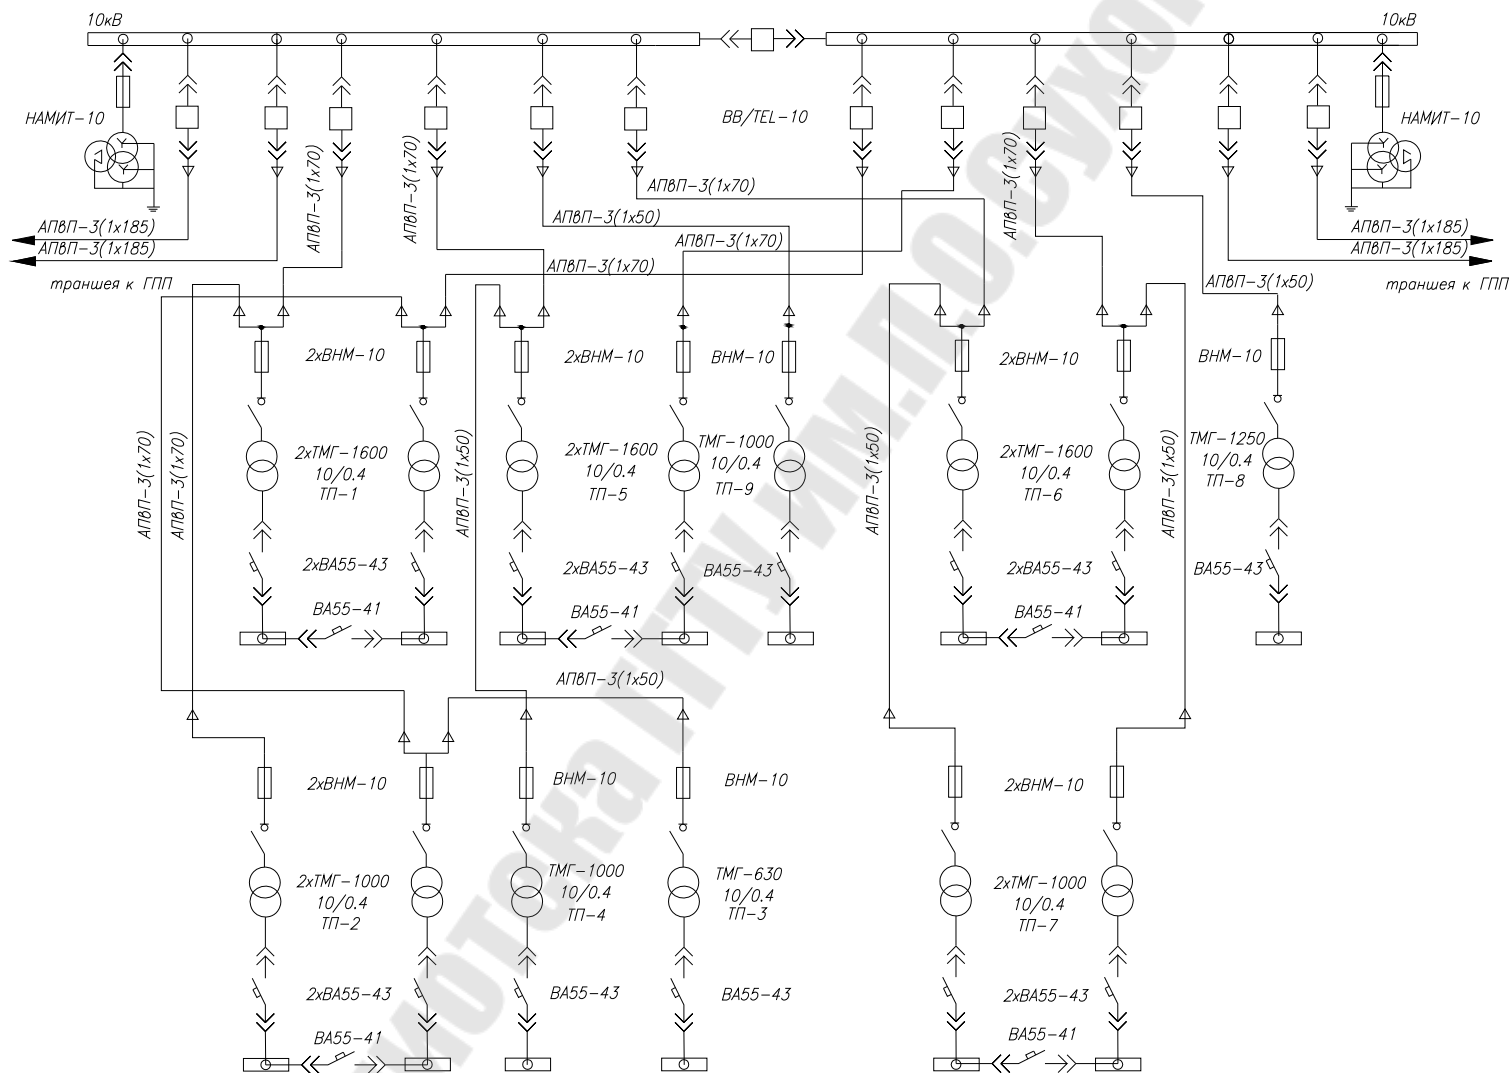 10кВ
10кВ
НАМИТ-10
ВВ/TEL-10
НАМИТ-10
АПвП-3(1х70)
АПвП-3(1х70)
АПвП-3(1х70)
АПвП-3(1х70)
АПвП-3(1х50)
АПвП-3(1х70)
АПвП-3(1х70)
АПвП-3(1х185)
АПвП-3(1х185)
траншея к ГПП
АПвП-3(1х185)
АПвП-3(1х185)
траншея к ГПП
АПвП-3(1х50)
2хВНМ-10
2хВНМ-10
ВНМ-10
2хВНМ-10
ВНМ-10
АПвП-3(1х70)
АПвП-3(1х70)
2хТМГ-1600
10/0.4
ТП-1
АПвП-3(1х50)
2хТМГ-1600
10/0.4
ТП-5
ТМГ-1000
10/0.4
ТП-9
АПвП-3(1х50)
2хТМГ-1600
10/0.4
ТП-6
АПвП-3(1х50)
ТМГ-1250
10/0.4
ТП-8
2хВА55-43
2хВА55-43
ВА55-43
2хВА55-43
ВА55-43
ВА55-41
ВА55-41
ВА55-41
АПвП-3(1х50)
2хВНМ-10
ВНМ-10
ВНМ-10
2хВНМ-10
2хТМГ-1000
10/0.4
ТП-2
ТМГ-1000
10/0.4
ТП-4
ТМГ-630
10/0.4
ТП-3
2хТМГ-1000
10/0.4
ТП-7
2хВА55-43
ВА55-43
ВА55-43
2хВА55-43
ВА55-41
ВА55-41
иотека ГГТУ им.П.О.Сухо